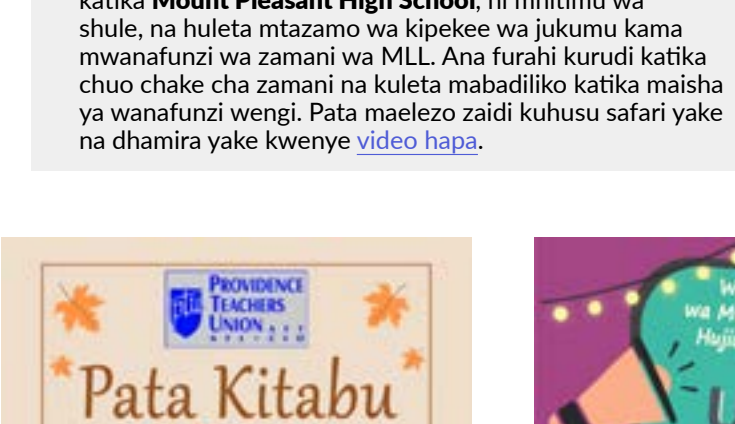 katika Mount Pleasant High School, ni mhitimu wa
shule, na huleta mtazamo wa kipekee wa jukumu kama
mwanafunzi wa zamani wa MLL. Ana furahi kurudi katika
chuo chake cha zamani na kuleta mabadiliko katika maisha
ya wanafunzi wengi. Pata maelezo zaidi kuhusu safari yake
na dhamira yake kwenye video hapa.
PROVIDENCE
TEACHERS
UNION
Pata Kitabu
wa